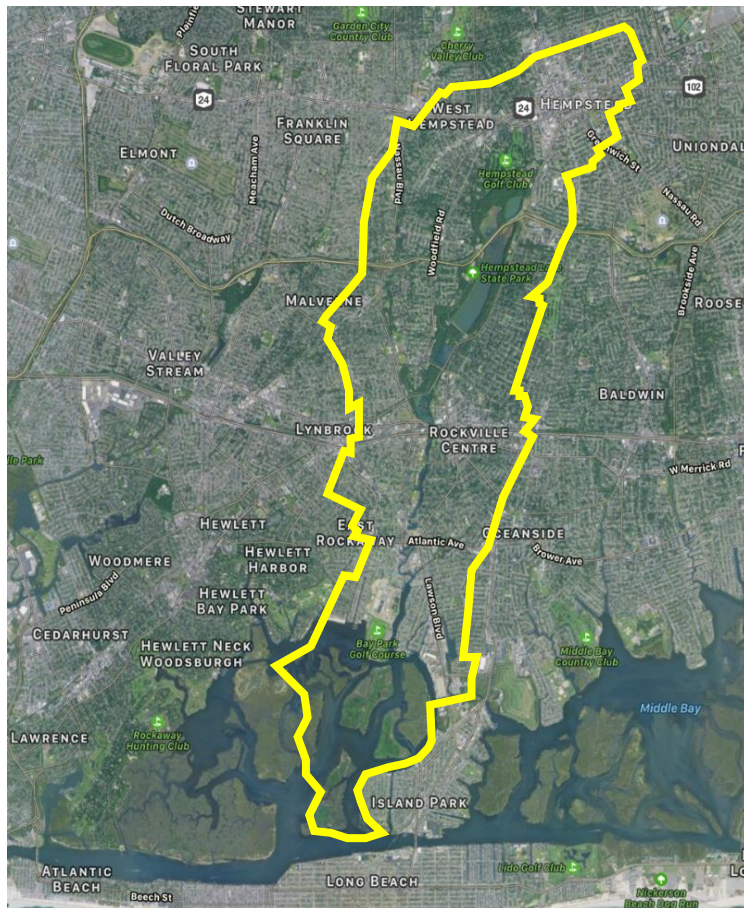 STEWART
MANOR
Garden City
Country Club
Cherry
Valley Club
SOUTH
FLORAL PARK
24
102
WEST
HEMPSTEAD
24
HEMPSTEAD
FRANKLIN
SQUARE
ELMONT
Meacham Ave
Nassau Blvd
Greenwich St
UNIONDAL
Hempstead
Golf Club
Nassau Rd
Dutch Broadway
Woodfield Rd
Brookside Ave
Hempstead Lake
State Park
MALVERNE
ROOSE
VALLEY
STREAM
BALDWIN
LYNBROOK
ROCKVILLE
CENTRE
lle Park
W Merrick Rd
HEWLETT
EAST
ROCKAWAY
Atlantic Ave
OCEANSIDE
Brower Ave
HEWLETT
HARBOR
WOODMERE
Peninsula Blvd
HEWLETT
BAY PARK
Lawson Blvd
CEDARHURST
Bay Park
Golf Course
HEWLETT NECK
WOODSBURGH
Middle Bay
Country Club
Middle Bay
LAWRENCE
Rockaway
Hunting Club
ISLAND PARK
ATLANTIC
BEACH
LONG BEACH
Lido Golf Club
Beech St
Nickerson
Beach Dog Run